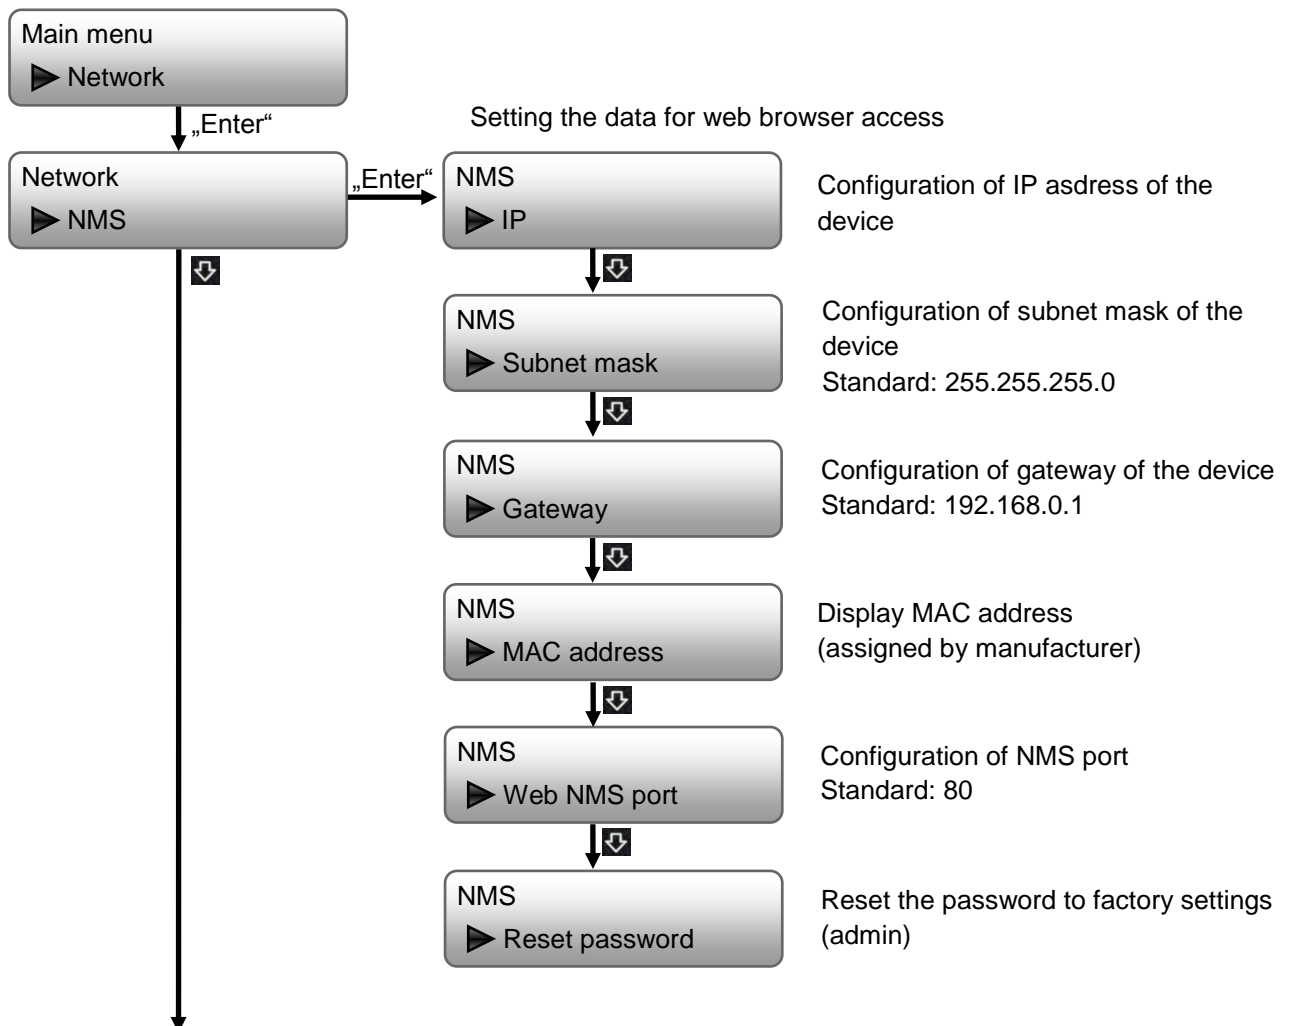 Main menu
Network
„Enter“
Setting the data for web browser access
Network
NMS
„Enter“
NMS
IP
Configuration of IP asdress of the
device
NMS
Subnet mask
Configuration of subnet mask of the
device
Standard: 255.255.255.0
NMS
Gateway
Configuration of gateway of the device
Standard: 192.168.0.1
NMS
MAC address
Display MAC address
(assigned by manufacturer)
NMS
Web NMS port
Configuration of NMS port
Standard: 80
NMS
Reset password
Reset the password to factory settings
(admin)